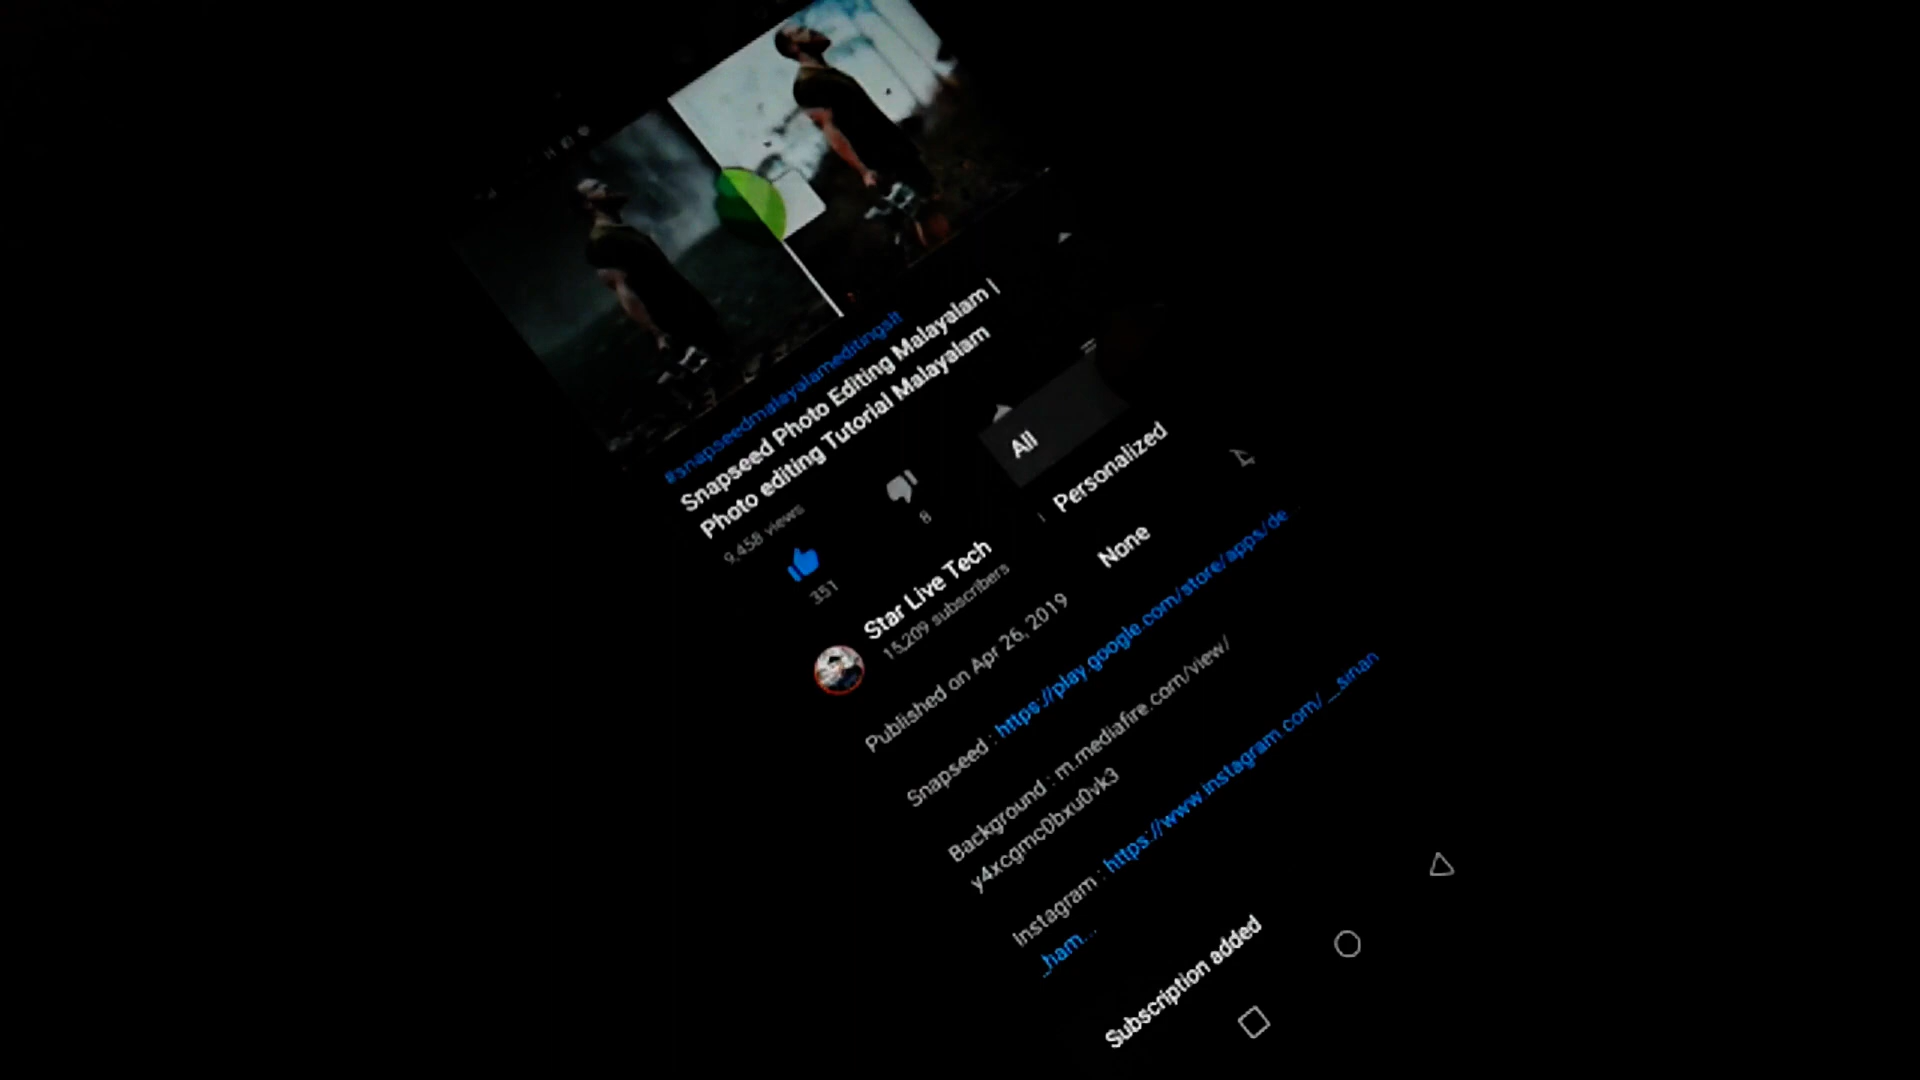 #snapseedmalayalameditingslt
Snapseed Photo Editing Malayalam |
Photo editing Tutorial Malayalam
9,458 views
351
8
All
Personalized
None
Star Live Tech
15,209 subscribers
Published on Apr 26, 2019
Snapseed : https://play.google.com/store/apps/de...
Background : m.mediafire.com/view/
y4xcgmc0bxu0vk3
Instagram : https://www.instagram.com/__sinan
_ham...
Subscription added